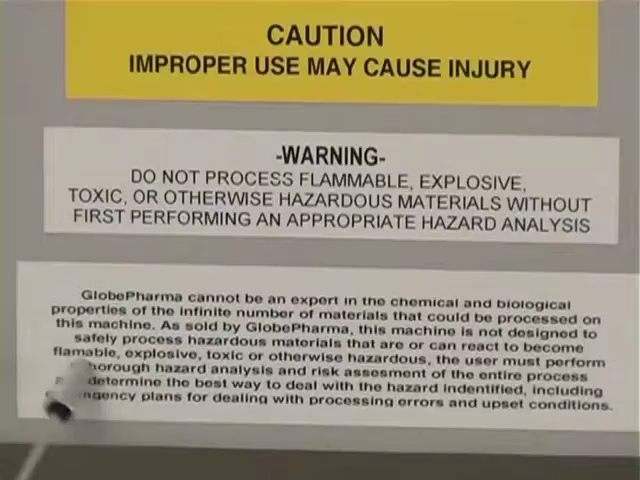 CAUTION
IMPROPER USE MAY CAUSE INJURY
-WARNING-
DO NOT PROCESS FLAMMABLE, EXPLOSIVE,
TOXIC, OR OTHERWISE HAZARDOUS MATERIALS WITHOUT
FIRST PERFORMING AN APPROPRIATE HAZARD ANALYSIS
GlobePharma cannot be an expert in the chemical and biological
properties of the infinite number of materials that could be processed on
this machine. As sold by GlobePharma, this machine is not designed to
safely process hazardous materials that are or can react to become
flamable, explosive, toxic or otherwise hazardous, the user must perform
horough hazard analysis and risk assesment of the entire process
determine the best way to deal with the hazard indentified, including
ngency plans for dealing with processing errors and upset conditions.